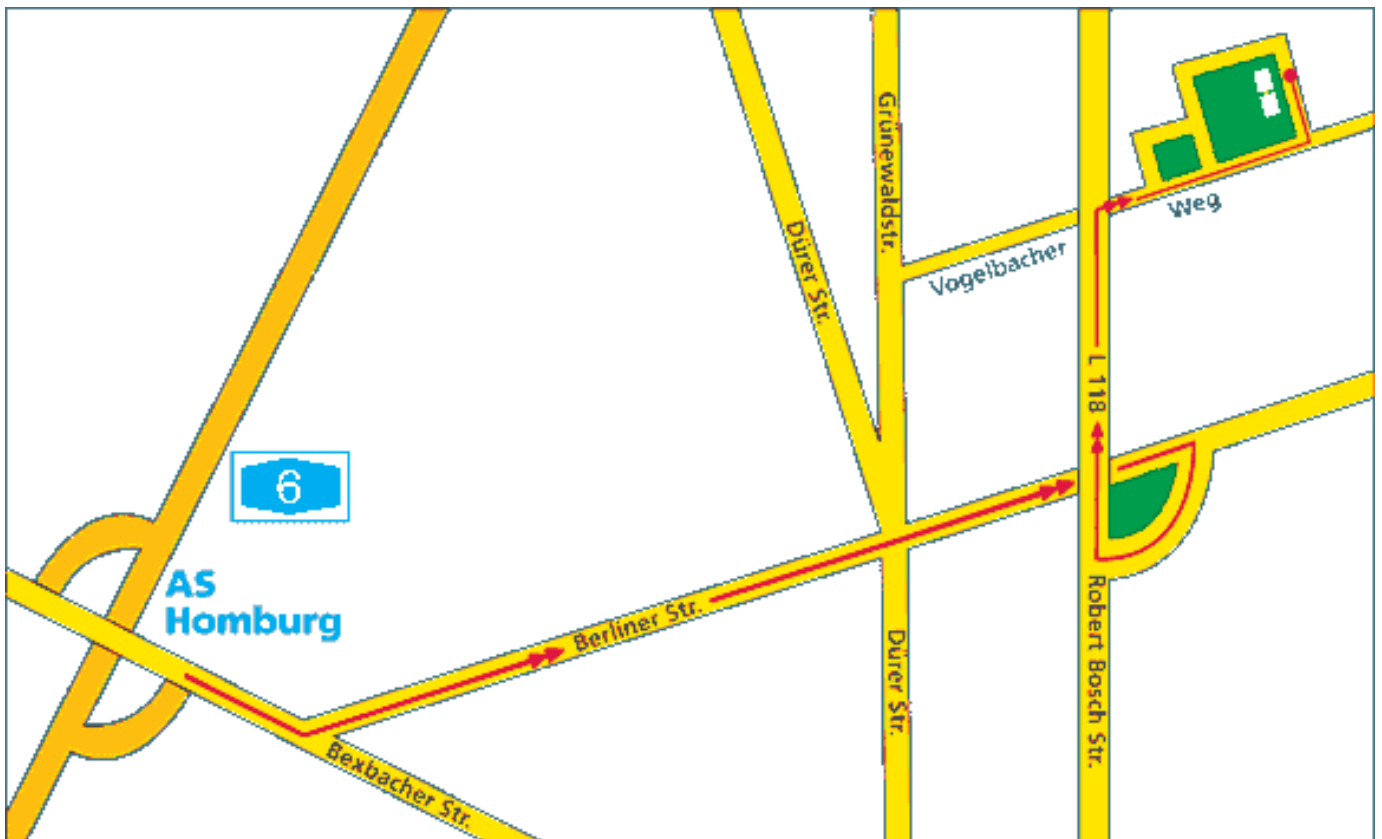 Grünewaldstr.
Dürer Str.
Weg
Vogelbacher
L 118
6
AS
Homburg
Berliner Str.
Robert Bosch Str.
Dürer Str.
Bexbacher Str.